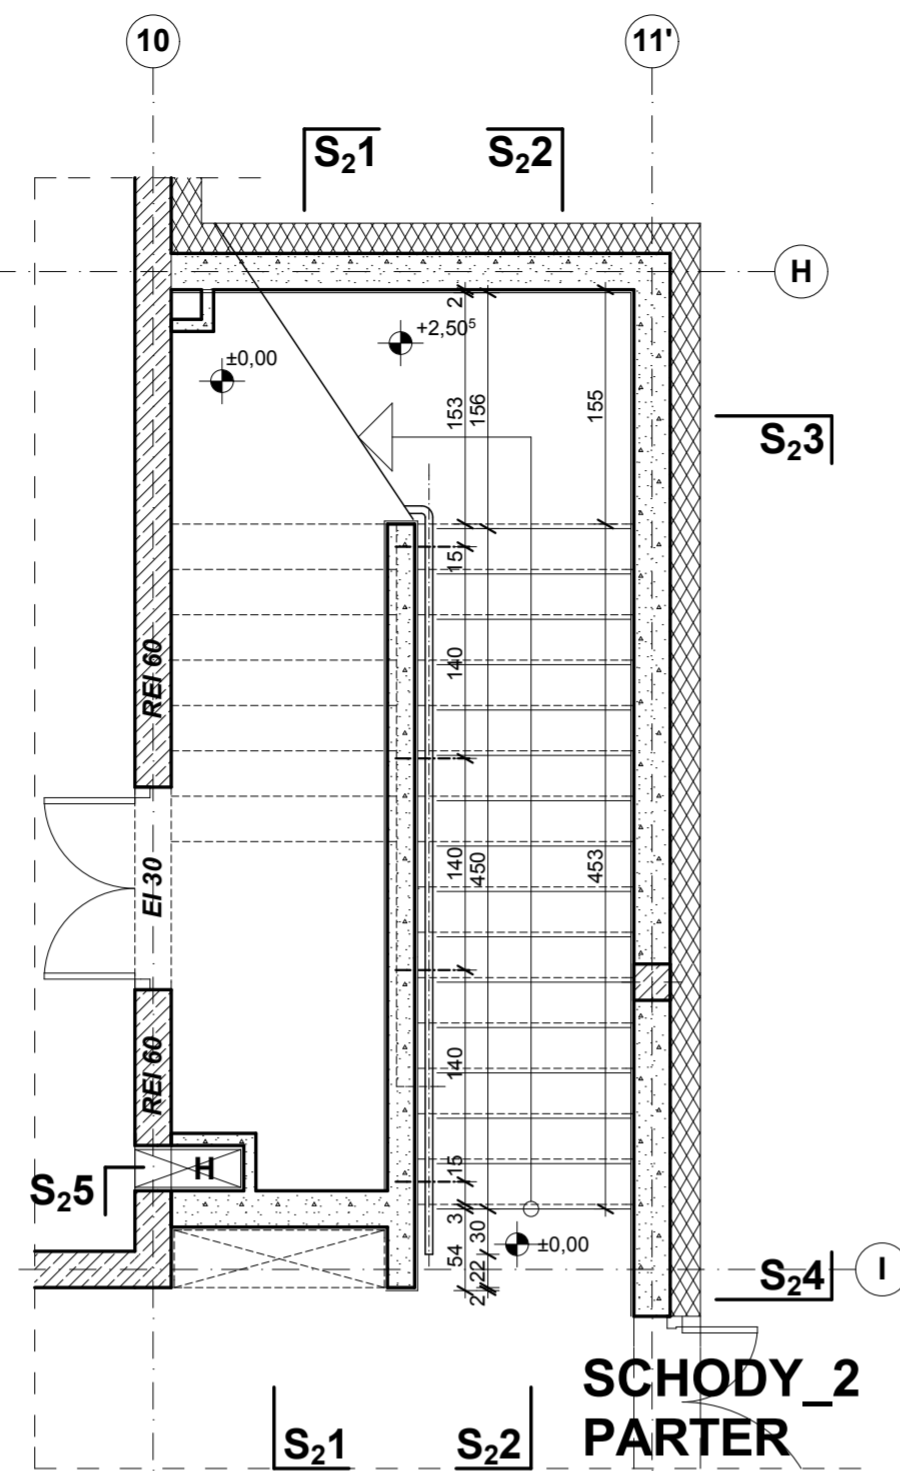 10
11'
S₂1
S₂2
H
2
+2,50⁵
±0,00
153
156
155
S₂3
15
140
REI 60
140
450
453
EI 30
140
REI 60
15
H
S₂5
3
30
54
22
2
±0,00
S₂4
I
SCHODY_2
PARTER
S₂1
S₂2